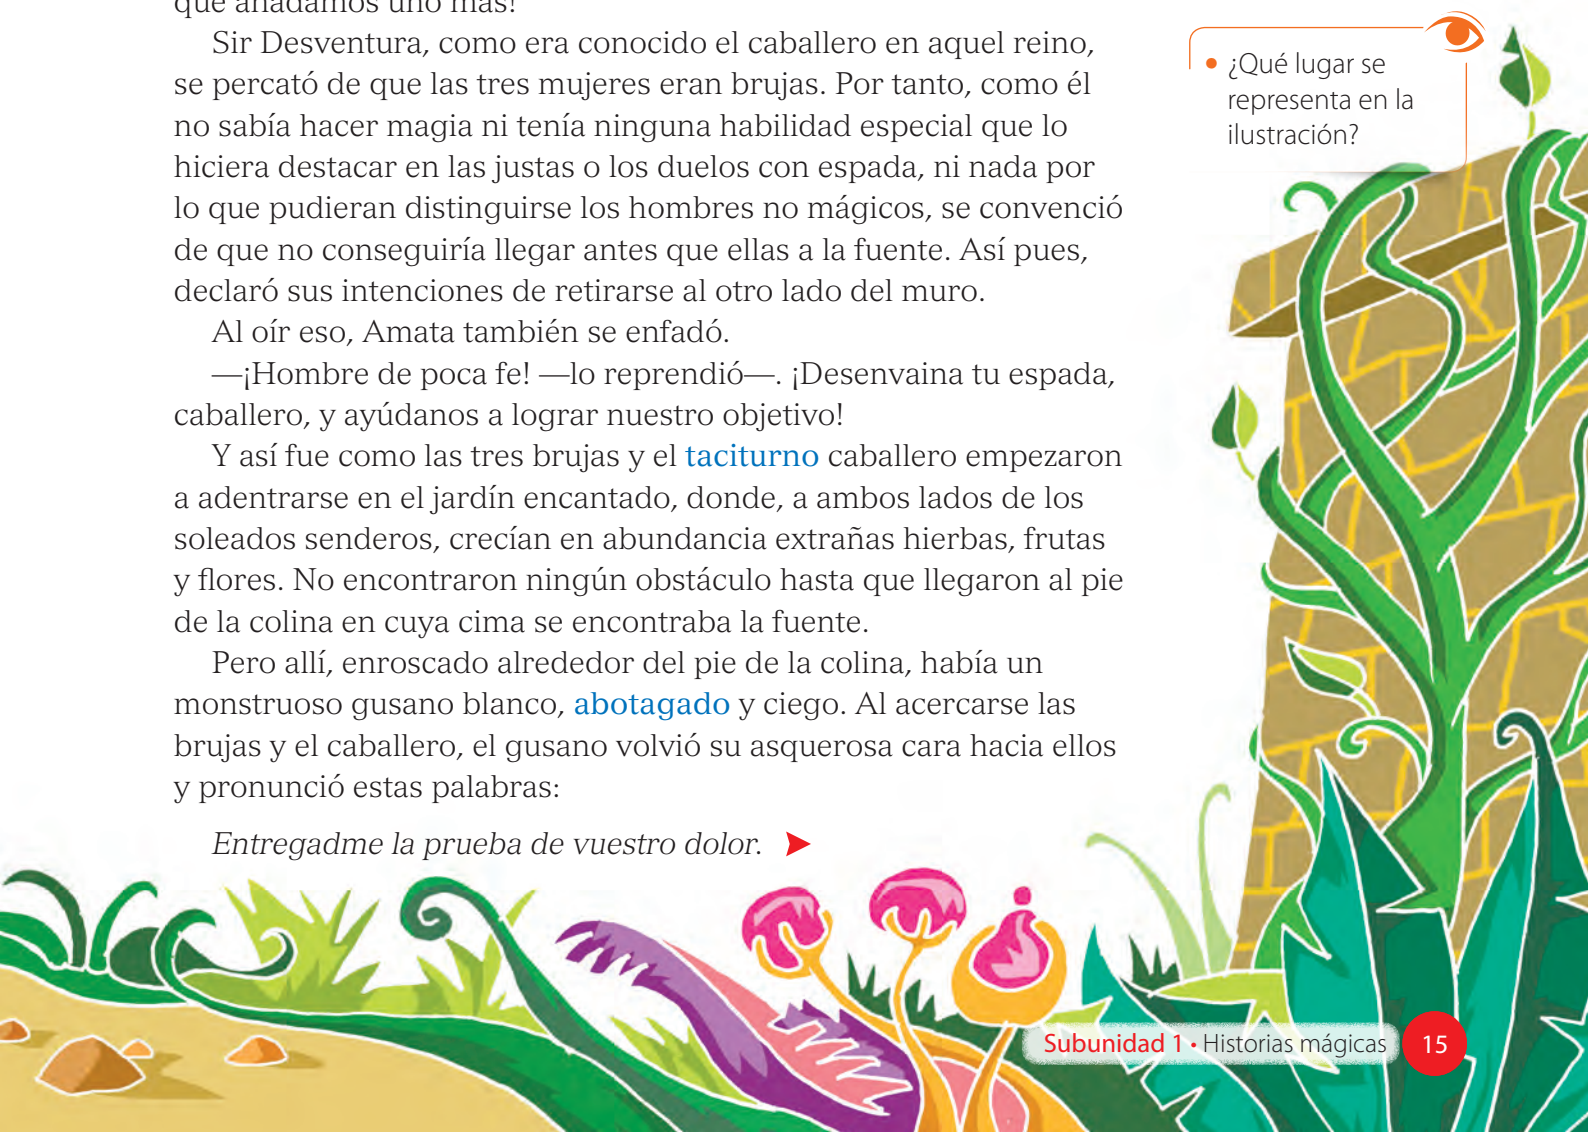 que añadamos uno más!
Sir Desventura, como era conocido el caballero en aquel reino,
se percató de que las tres mujeres eran brujas. Por tanto, como él
no sabía hacer magia ni tenía ninguna habilidad especial que lo
hiciera destacar en las justas o los duelos con espada, ni nada por
lo que pudieran distinguirse los hombres no mágicos, se convenció
de que no conseguiría llegar antes que ellas a la fuente. Así pues,
declaró sus intenciones de retirarse al otro lado del muro.
Al oír eso, Amata también se enfadó.
—¡Hombre de poca fe! —lo reprendió—. ¡Desenvaina tu espada,
caballero, y ayúdanos a lograr nuestro objetivo!
Y así fue como las tres brujas y el taciturno caballero empezaron
a adentrarse en el jardín encantado, donde, a ambos lados de los
soleados senderos, crecían en abundancia extrañas hierbas, frutas
y flores. No encontraron ningún obstáculo hasta que llegaron al pie
de la colina en cuya cima se encontraba la fuente.
Pero allí, enroscado alrededor del pie de la colina, había un
monstruoso gusano blanco, abotagado y ciego. Al acercarse las
brujas y el caballero, el gusano volvió su asquerosa cara hacia ellos
y pronunció estas palabras:
Entregadme la prueba de vuestro dolor.
• ¿Qué lugar se
representa en la
ilustración?
Subunidad 1 • Historias mágicas 15